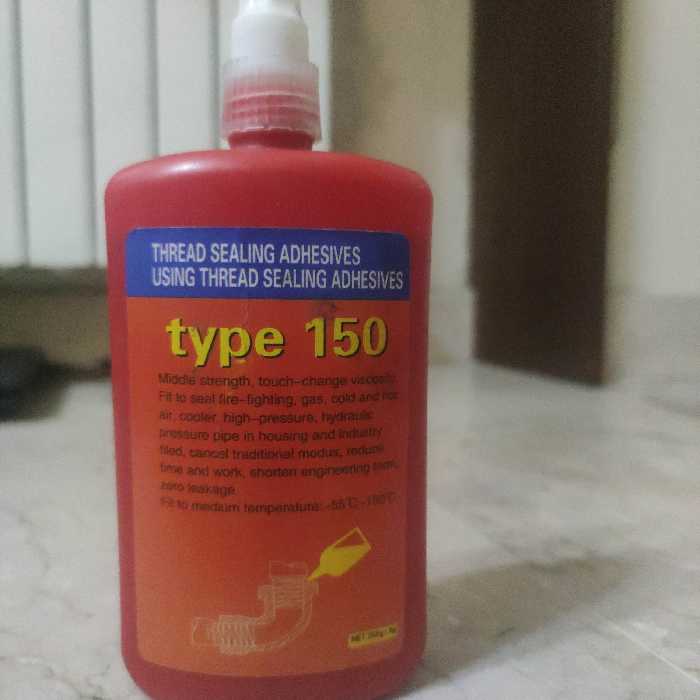 THREAD SEALING ADHESIVES
USING THREAD SEALING ADHESIVES
type 150
Middle strength, touch-change viscosity.
Fit to seal fire-fighting, gas, cold and hot
air, cooler, high-pressure, hydraulic
pressure pipe in housing and industry
filed, cancel traditional modus, reduce
time and work, shorten engineering term,
zero leakage.
Fit to medium temperature: -55℃-150℃
NET